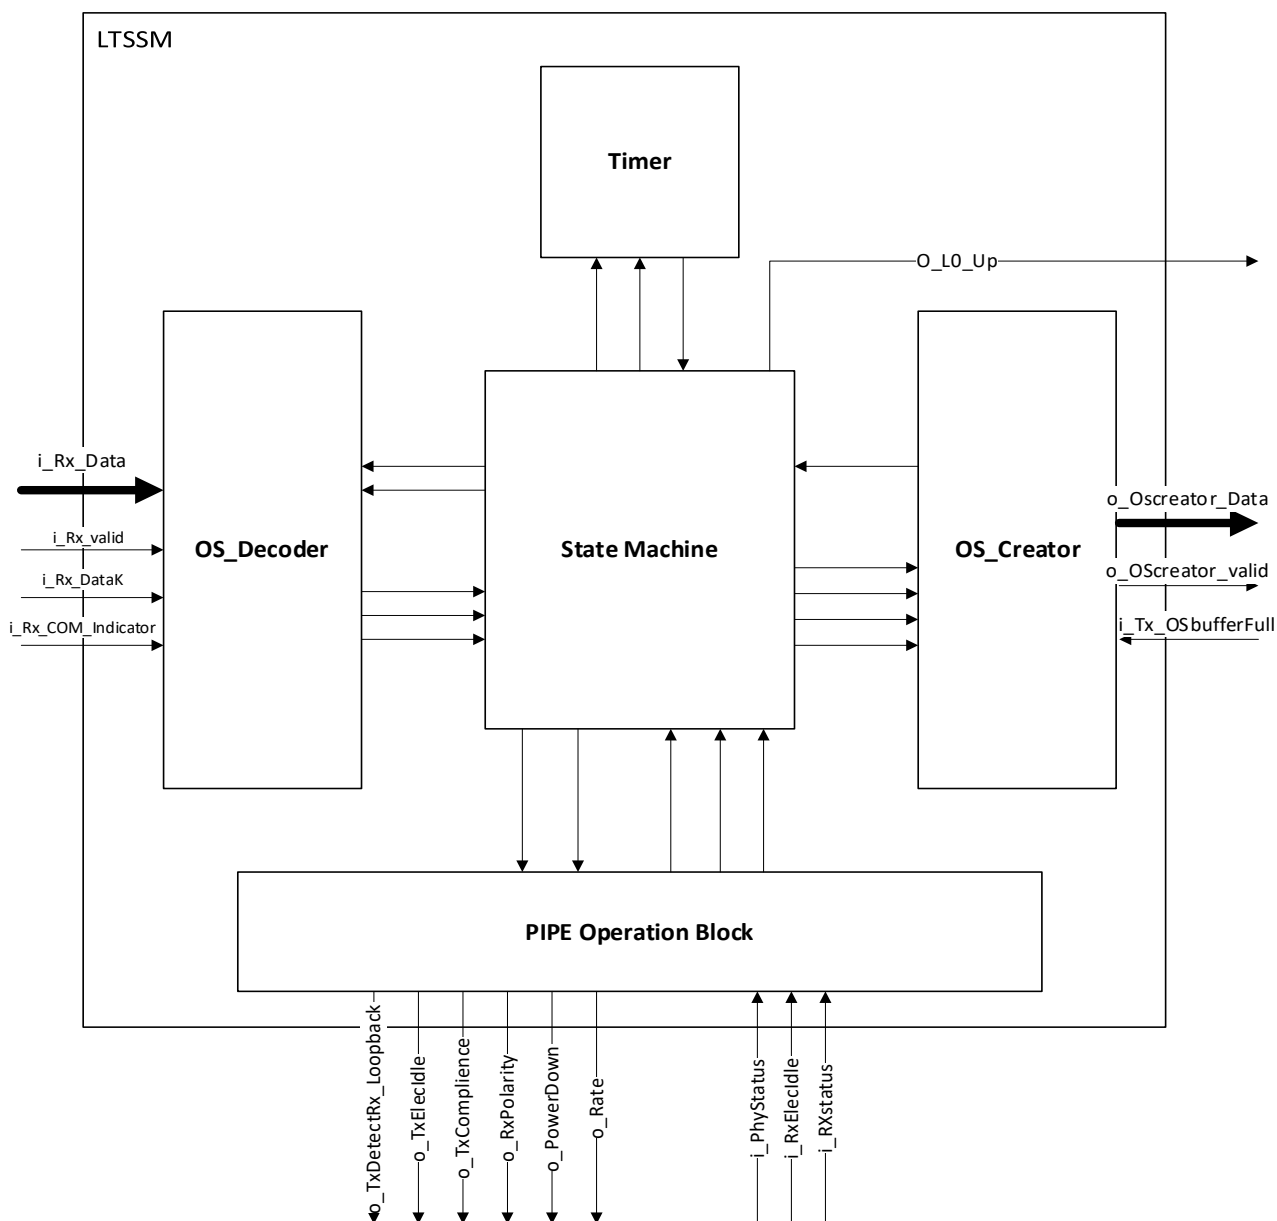 LTSSM
Timer
O_L0_Up
i_Rx_Data
o_Oscreator_Data
i_Rx_valid
OS_Decoder
State Machine
OS_Creator
o_OScreator_valid
i_Rx_DataK
i_Rx_COM_Indicator
i_Tx_OSbufferFull
PIPE Operation Block
o_TxDetectRx_Loopback
o_TxElecIdle
o_TxComplience
o_RxPolarity
o_PowerDown
o_Rate
i_PhyStatus
i_RxElecIdle
i_RXstatus